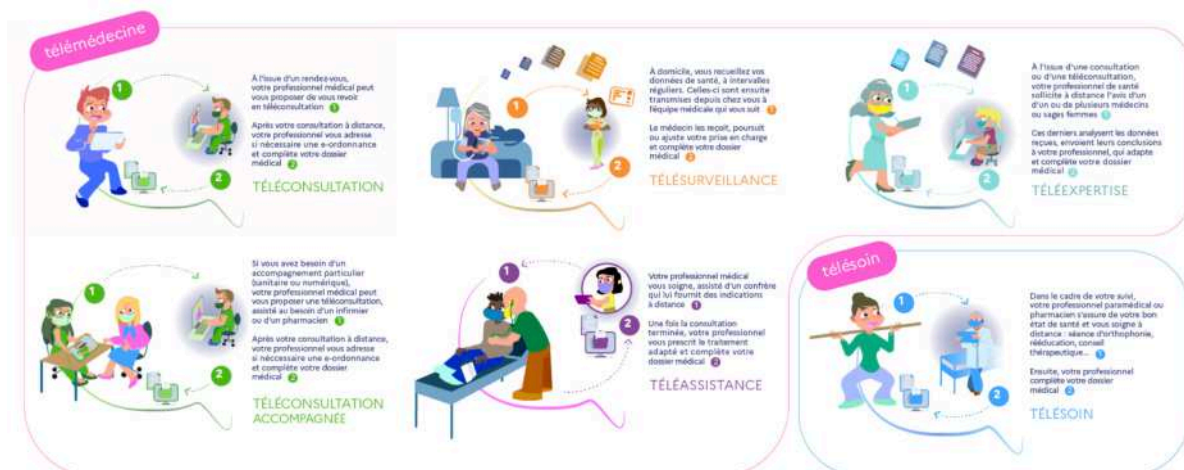 télémédecine
1
À l'issue d'un rendez-vous,
votre professionnel médical peut
vous proposer de vous revoir
en téléconsultation 1
Après votre consultation à distance,
votre professionnel vous adresse
si nécessaire une e-ordonnance
et complète votre dossier
médical 2
2
TÉLÉCONSULTATION
1
À domicile, vous recueillez vos
données de santé, à intervalles
réguliers. Celles-ci sont ensuite
transmises depuis chez vous à
l'équipe médicale qui vous suit 1
Le médecin les reçoit, poursuit
ou ajuste votre prise en charge
et complète votre dossier
médical 2
2
TÉLÉSURVEILLANCE
1
À l'issue d'une consultation
ou d'une téléconsultation,
votre professionnel de santé
sollicite à distance l'avis d'un
d'un ou de plusieurs médecins
ou sages femmes 1
Ces derniers analysent les données
reçues, envoient leurs conclusions
à votre professionnel, qui adapte
et complète votre dossier
médical 2
2
TÉLÉEXPERTISE
1
Si vous avez besoin d'un
accompagnement particulier
(sanitaire ou numérique),
votre professionnel médical peut
vous proposer une téléconsultation,
assisté au besoin d'un infirmier
ou d'un pharmacien 1
Après votre consultation à distance,
votre professionnel vous adresse
si nécessaire une e-ordonnance
et complète votre dossier
médical 2
2
TÉLÉCONSULTATION
ACCOMPAGNÉE
1
Votre professionnel médical
vous soigne, assisté d'un confrère
qui lui fournit des indications
à distance 1
2
Une fois la consultation
terminée, votre professionnel
vous prescrit le traitement
adapté et complète votre
dossier médical 2
TÉLÉASSISTANCE
télésoin
1
Dans le cadre de votre suivi,
votre professionnel paramédical ou
pharmacien s'assure de votre bon
état de santé et vous soigne à
distance : séance d'orthophonie,
rééducation, conseil
thérapeutique... 1
Ensuite, votre professionnel
complète votre dossier
médical 2
2
TÉLÉSOIN